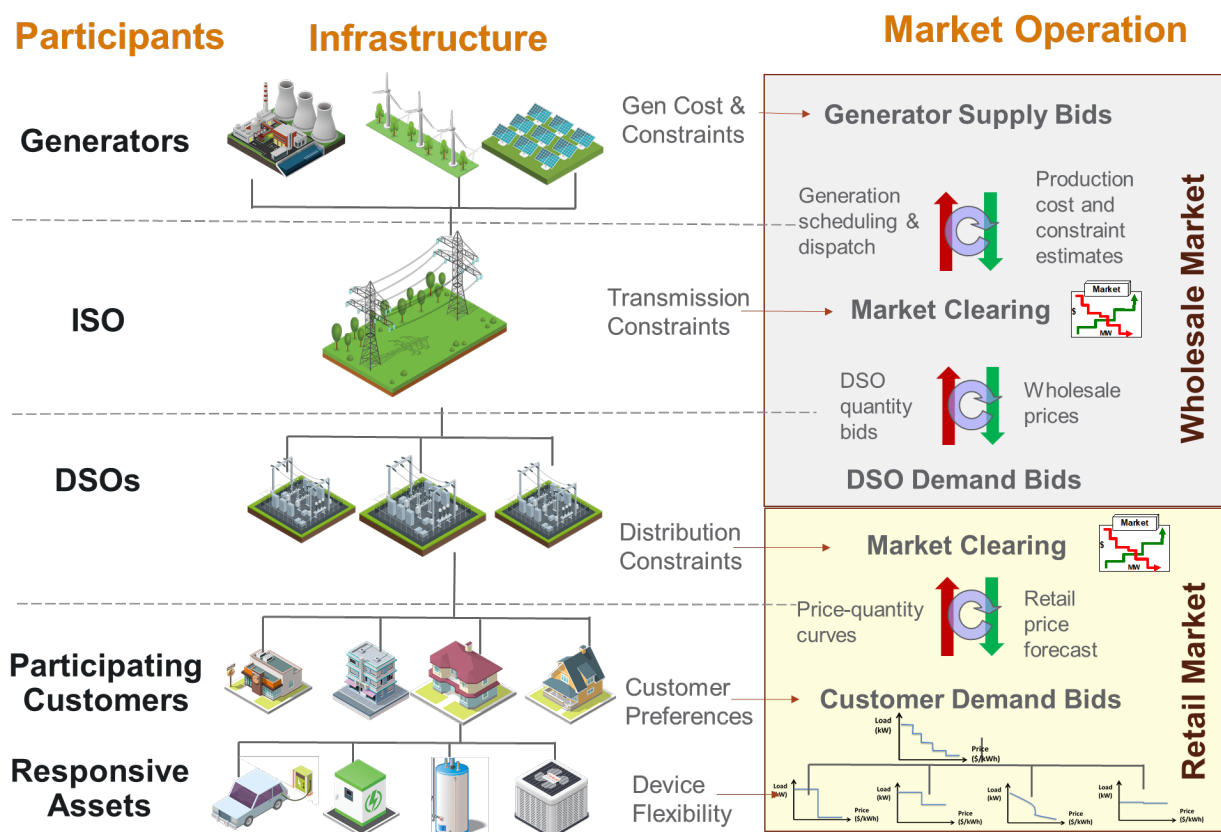 Participants
Infrastructure
Market Operation
Generators
Gen Cost &
Constraints
Generator Supply Bids
Generation
scheduling &
dispatch
Production
cost and
constraint
estimates
Wholesale Market
ISO
Transmission
Constraints
Market Clearing
Market
$
MW
DSO
quantity
bids
Wholesale
prices
DSOs
DSO Demand Bids
Distribution
Constraints
Market Clearing
Market
$
MW
Price-quantity
curves
Retail
price
forecast
Retail Market
Participating
Customers
Customer
Preferences
Customer Demand Bids
Load
(kW)
Price
($/kWh)
Responsive
Assets
Device
Flexibility
Load
(kW)
Price
($/kWh)
Load
(kW)
Price
($/kWh)
Load
(kW)
Price
($/kWh)
Load
(kW)
Price
($/kWh)